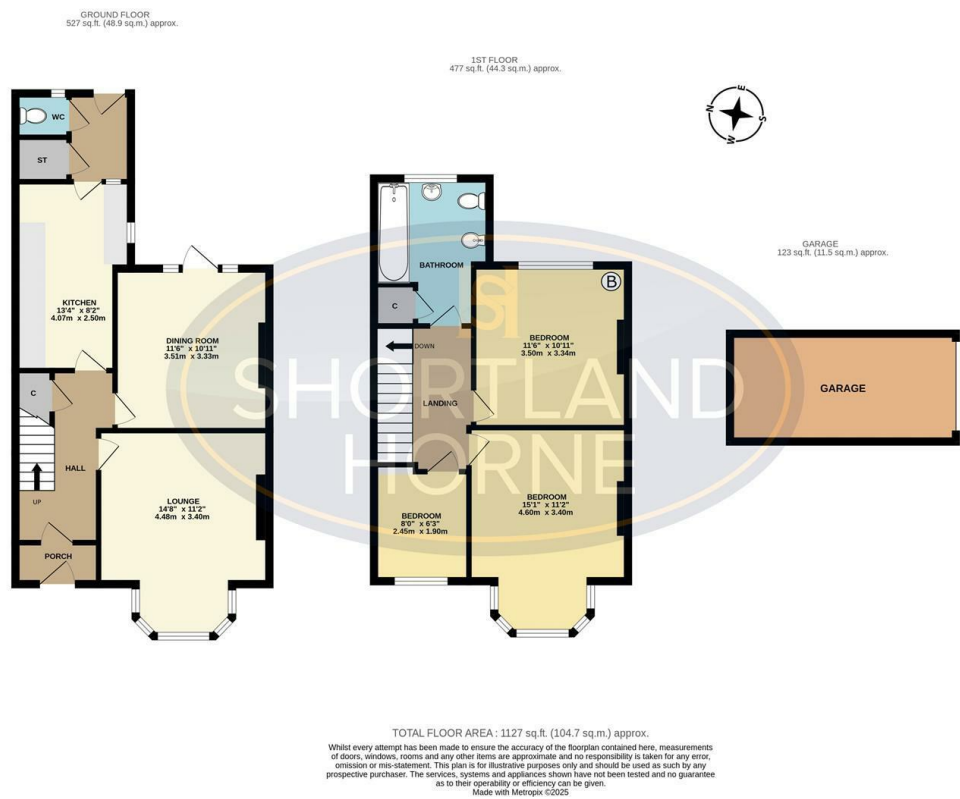 GROUND FLOOR
527 sq.ft. (48.9 sq.m.) approx.
1ST FLOOR
477 sq.ft. (44.3 sq.m.) approx.
GARAGE
123 sq.ft. (11.5 sq.m.) approx.
N
E
S
W
WC
ST
KITCHEN
13'4" x 8'2"
4.07m x 2.50m
DINING ROOM
11'6" x 10'11"
3.51m x 3.33m
C
HALL
UP
LOUNGE
14'8" x 11'2"
4.48m x 3.40m
PORCH
BATHROOM
C
B
DOWN
BEDROOM
11'6" x 10'11"
3.50m x 3.34m
LANDING
BEDROOM
15'1" x 11'2"
4.60m x 3.40m
BEDROOM
8'0" x 6'3"
2.45m x 1.90m
GARAGE
SHORTLAND
HORNE
TOTAL FLOOR AREA : 1127 sq.ft. (104.7 sq.m.) approx.
Whilst every attempt has been made to ensure the accuracy of the floorplan contained here, measurements
of doors, windows, rooms and any other items are approximate and no responsibility is taken for any error,
omission or mis-statement. This plan is for illustrative purposes only and should be used as such by any
prospective purchaser. The services, systems and appliances shown have not been tested and no guarantee
as to their operability or efficiency can be given.
Made with Metropix ©2025